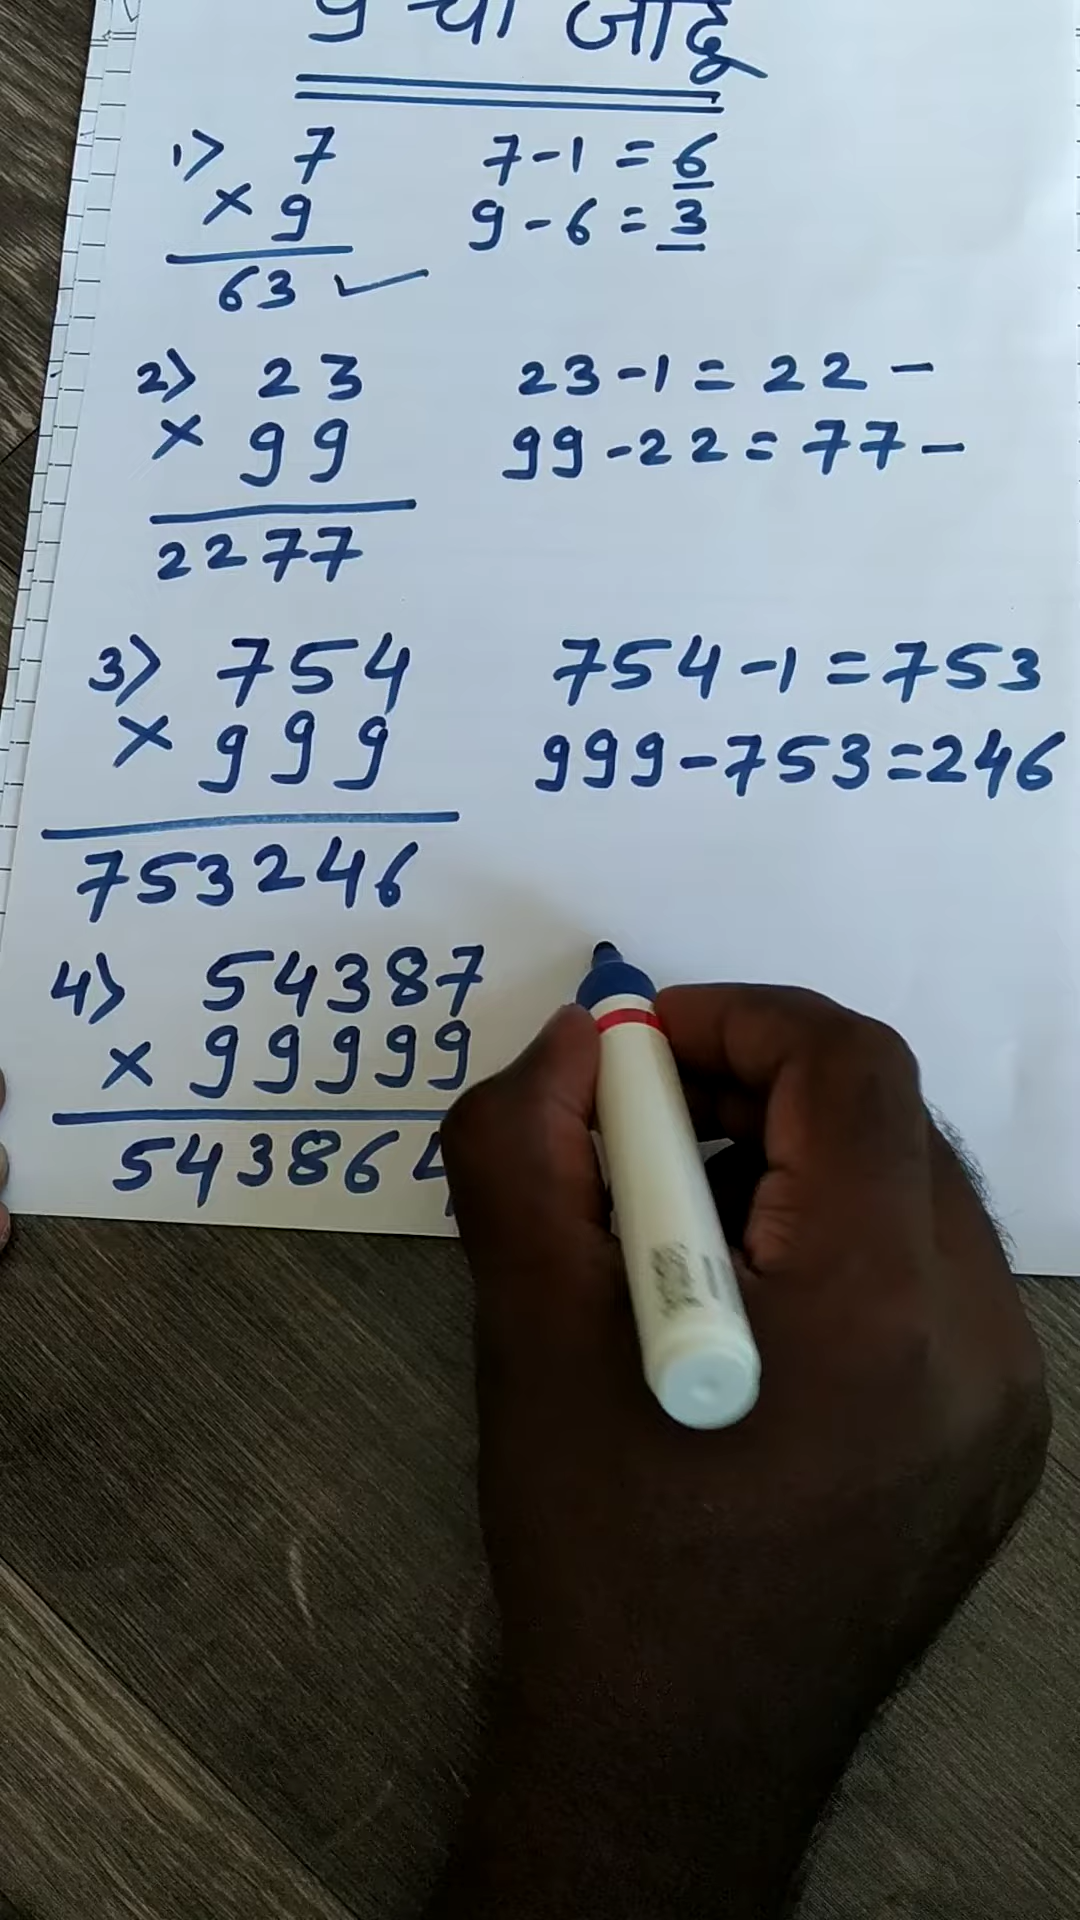 9 चा जादू
1) 7 7-1 = 6
× 9 9-6 = 3
63 ✓
2) 23 23-1 = 22 -
× 99 99-22 = 77 -
2277
3) 754 754-1 = 753
× 999 999-753=246
753246
4) 54387
× 99999
543864